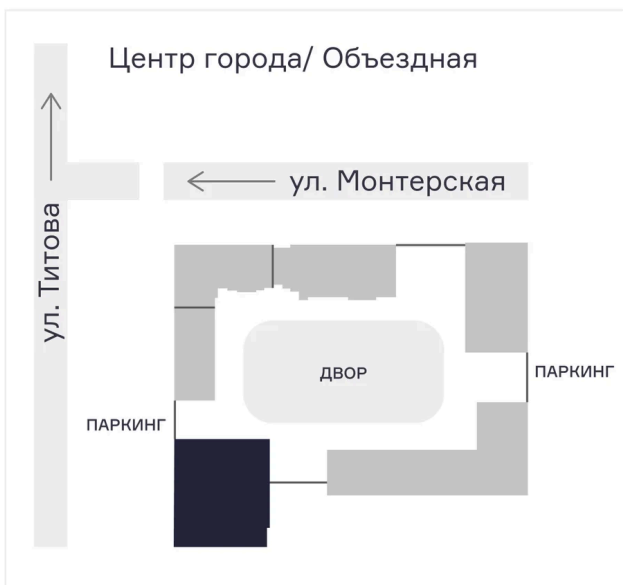 Центр города/ Объездная
ул. Монтерская
ул. Титова
ДВОР
ПАРКИНГ
ПАРКИНГ